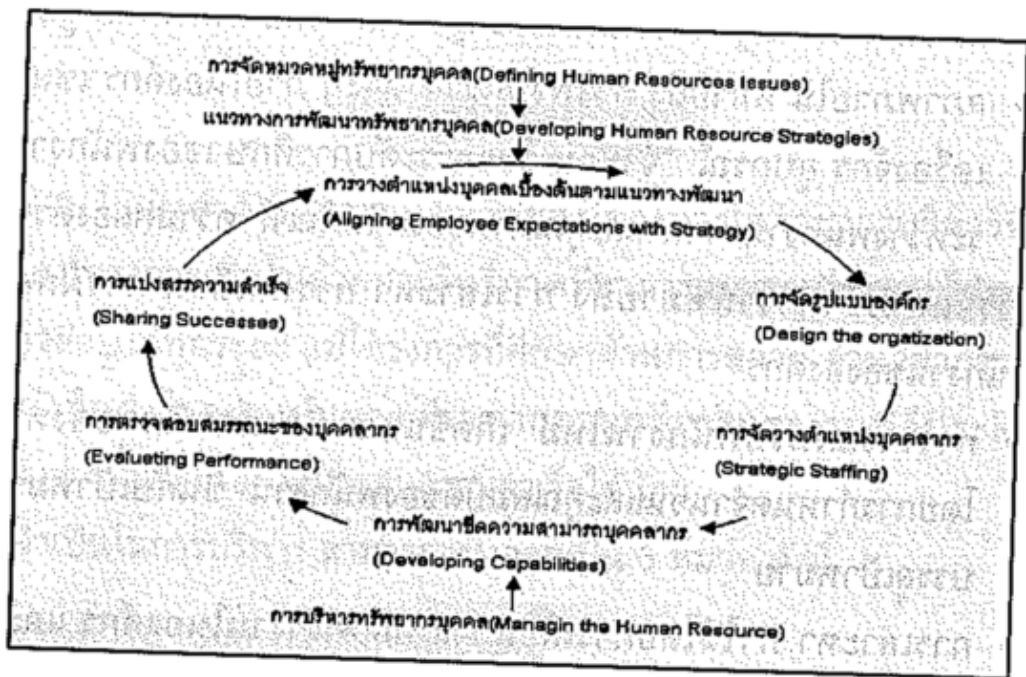 การจัดหมวดหมู่ทรัพยากรบุคคล(Defining Human Resources Issues)
แนวทางการพัฒนาทรัพยากรบุคคล(Developing Human Resource Strategies)
การวางตำแหน่งบุคคลเบื้องต้นตามแนวทางพัฒนา
(Aligning Employee Expectations with Strategy)
การแบ่งสรรความสำเร็จ
(Sharing Successes)
การจัดรูปแบบองค์กร
(Design the orgatization)
การตรวจสอบสมรรถนะของบุคคลากร
(Evaluating Performance)
การจัดวางตำแหน่งบุคคลากร
(Strategic Staffing)
การพัฒนาขีดความสามารถบุคคลากร
(Developing Capabilities)
การบริหารทรัพยากรบุคคล(Managin the Human Resource)